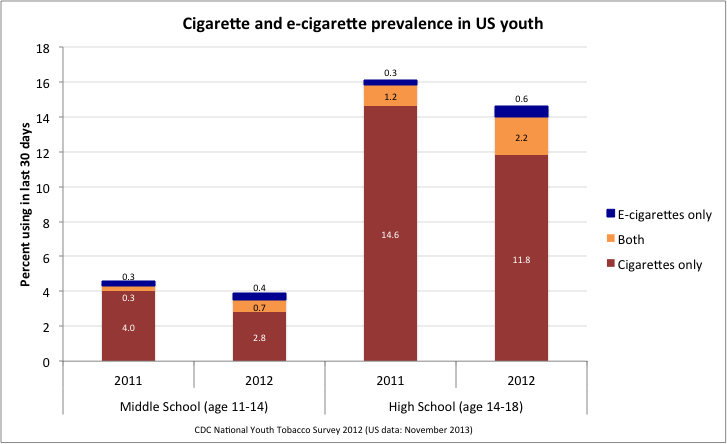 Cigarette and e-cigarette prevalence in US youth
Percent using in last 30 days
18
16
14
12
10
8
6
4
2
0
0.3
0.3
4.0
0.4
0.7
2.8
0.3
1.2
14.6
0.6
2.2
11.8
E-cigarettes only
Both
Cigarettes only
2011 2012 2011 2012
Middle School (age 11-14) High School (age 14-18)
CDC National Youth Tobacco Survey 2012 (US data: November 2013)